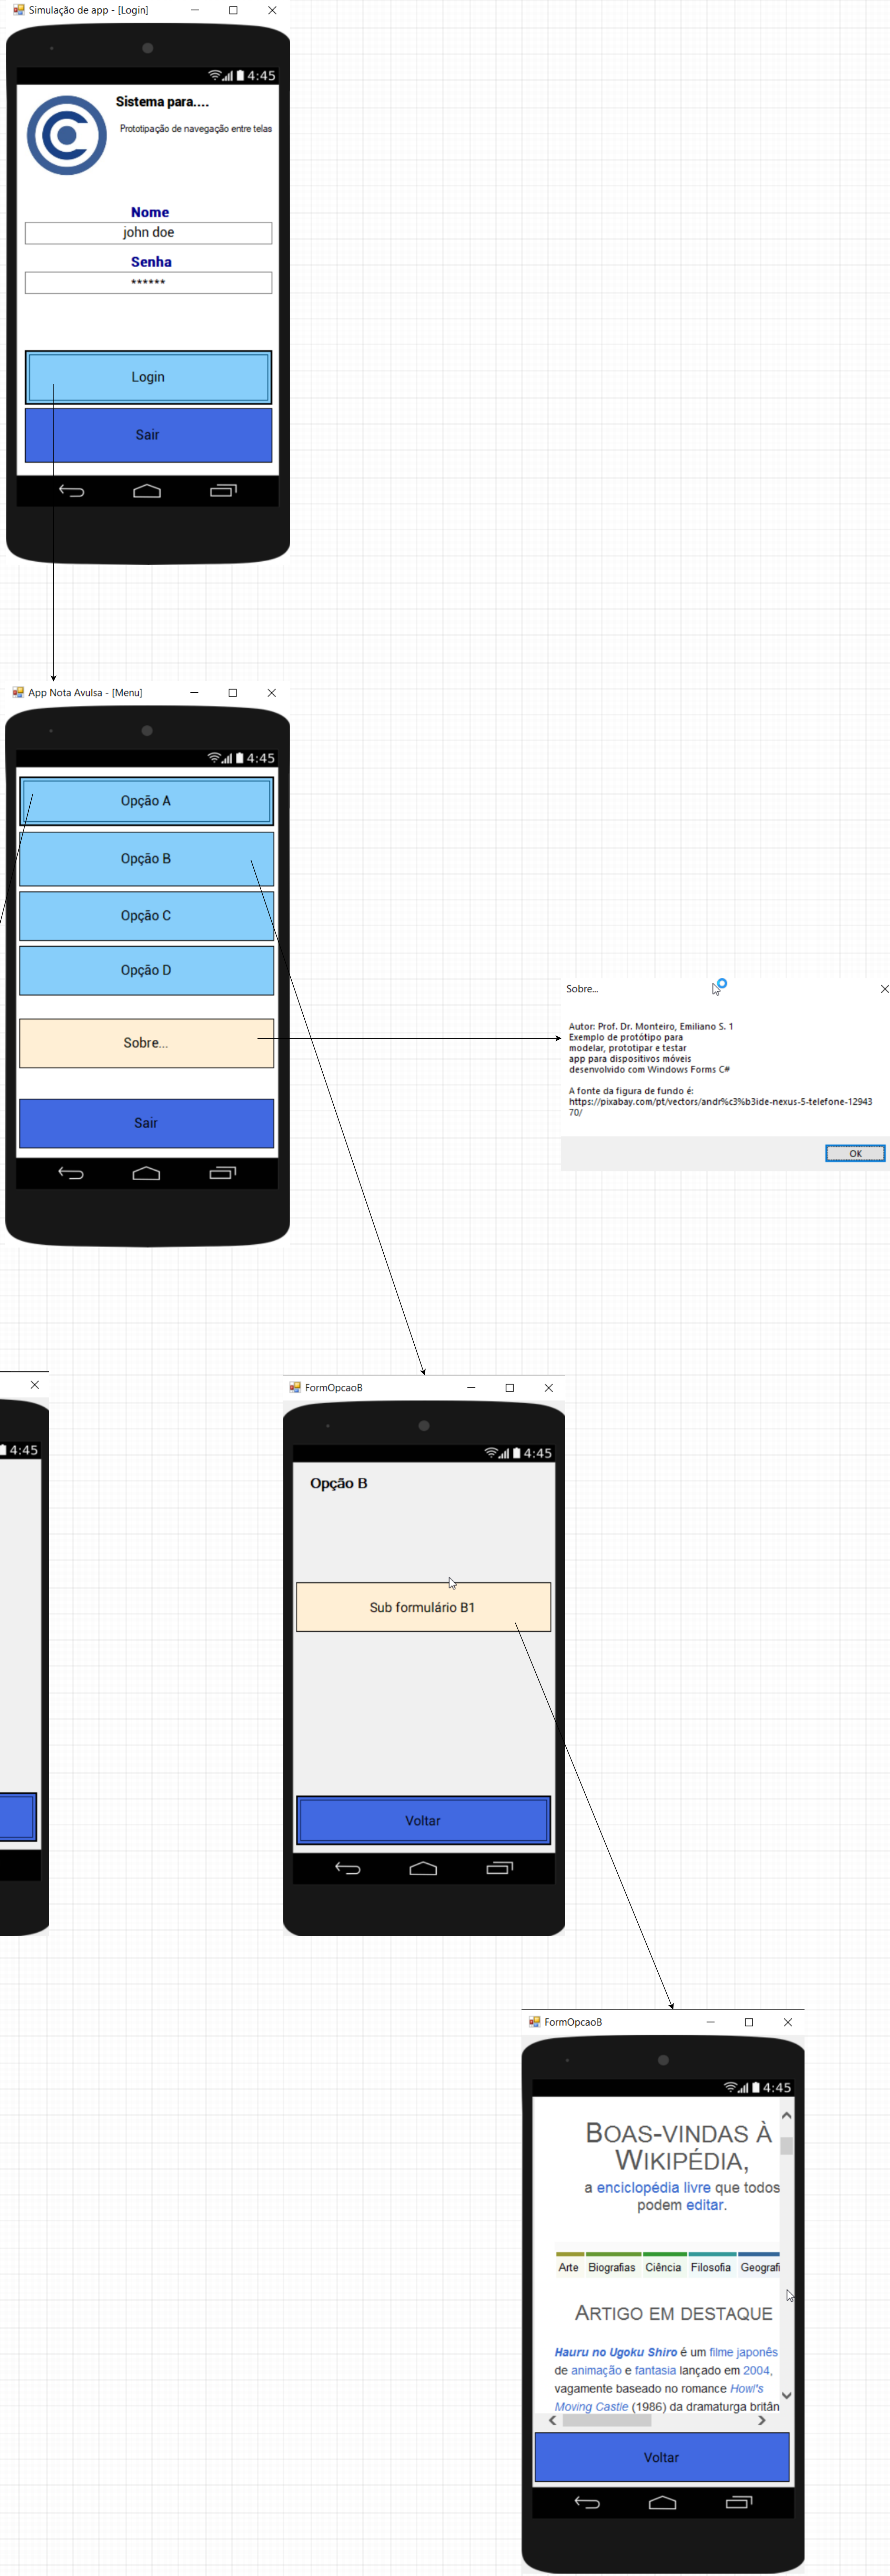 Simulação de app - [Login]
4:45
Sistema para....
Prototipação de navegação entre telas
Nome
john doe
Senha
******
Login
Sair
App Nota Avulsa - [Menu]
4:45
Opção A
Opção B
Opção C
Opção D
Sobre...
Sair
Sobre...
Autor: Prof. Dr. Monteiro, Emiliano S. 1
Exemplo de protótipo para
modelar, prototipar e testar
app para dispositivos móveis
desenvolvido com Windows Forms C#
A fonte da figura de fundo é:
https://pixabay.com/pt/vectors/andr%c3%b3ide-nexus-5-telefone-12943
70/
OK
4:45
FormOpcaoB
4:45
Opção B
Sub formulário B1
Voltar
FormOpcaoB
4:45
BOAS-VINDAS À
WIKIPÉDIA,
a enciclopédia livre que todos
podem editar.
Arte Biografias Ciência Filosofia Geografi
ARTIGO EM DESTAQUE
Hauru no Ugoku Shiro é um filme japonês
de animação e fantasia lançado em 2004,
vagamente baseado no romance Howl's
Moving Castle (1986) da dramaturga britân
Voltar